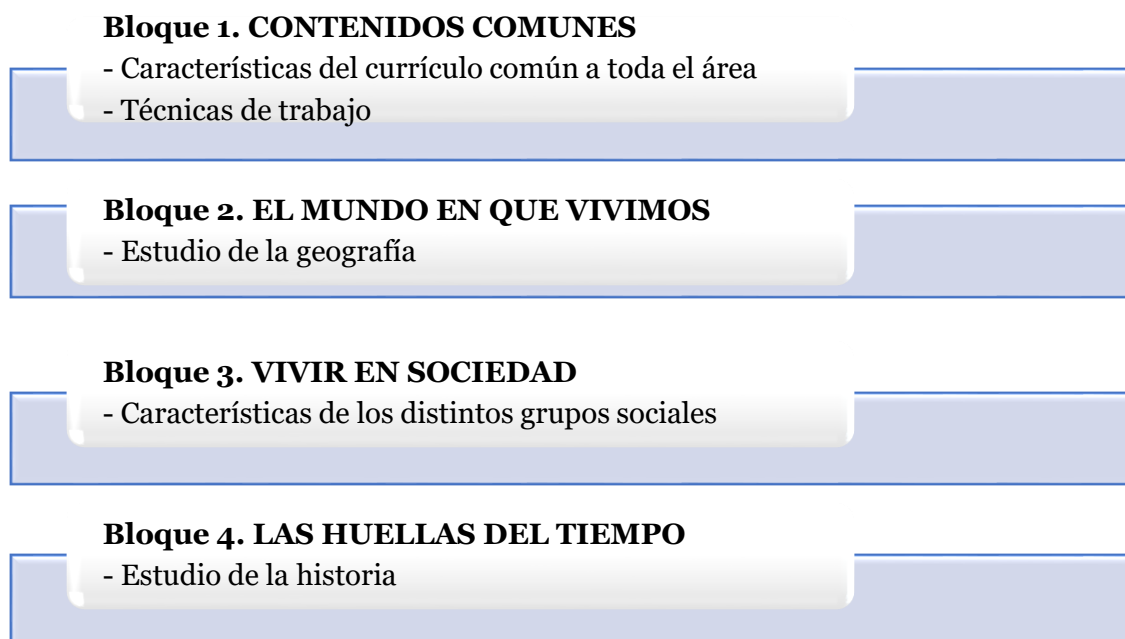 Bloque 1. CONTENIDOS COMUNES
- Características del currículo común a toda el área
- Técnicas de trabajo
Bloque 2. EL MUNDO EN QUE VIVIMOS
- Estudio de la geografía
Bloque 3. VIVIR EN SOCIEDAD
- Características de los distintos grupos sociales
Bloque 4. LAS HUELLAS DEL TIEMPO
- Estudio de la historia